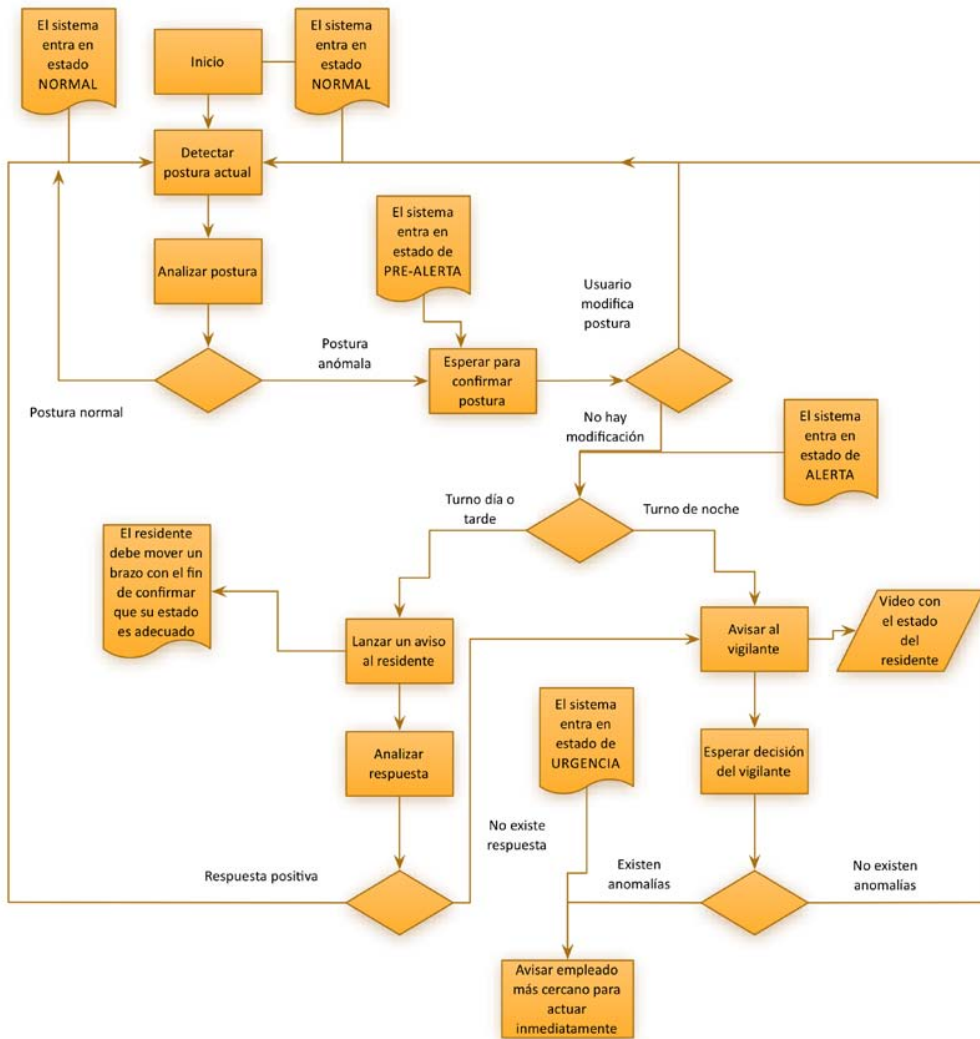 El sistema
entra en
estado
NORMAL
Inicio
El sistema
entra en
estado
NORMAL
Detectar
postura actual
Analizar postura
El sistema
entra en
estado de
PRE-ALERTA
Usuario
modifica
postura
Postura
anómala
Esperar para
confirmar
postura
Postura normal
No hay
modificación
El sistema
entra en
estado de
ALERTA
Turno día o
tarde
Turno de noche
El residente
debe mover un
brazo con el fin
de confirmar
que su estado
es adecuado
Lanzar un aviso
al residente
Avisar al
vigilante
Video con
el estado
del
residente
El sistema
entra en
estado de
URGENCIA
Analizar
respuesta
Esperar decisión
del vigilante
No existe
respuesta
Respuesta positiva
Existen
anomalías
No existen
anomalías
Avisar empleado
más cercano para
actuar
inmediatamente